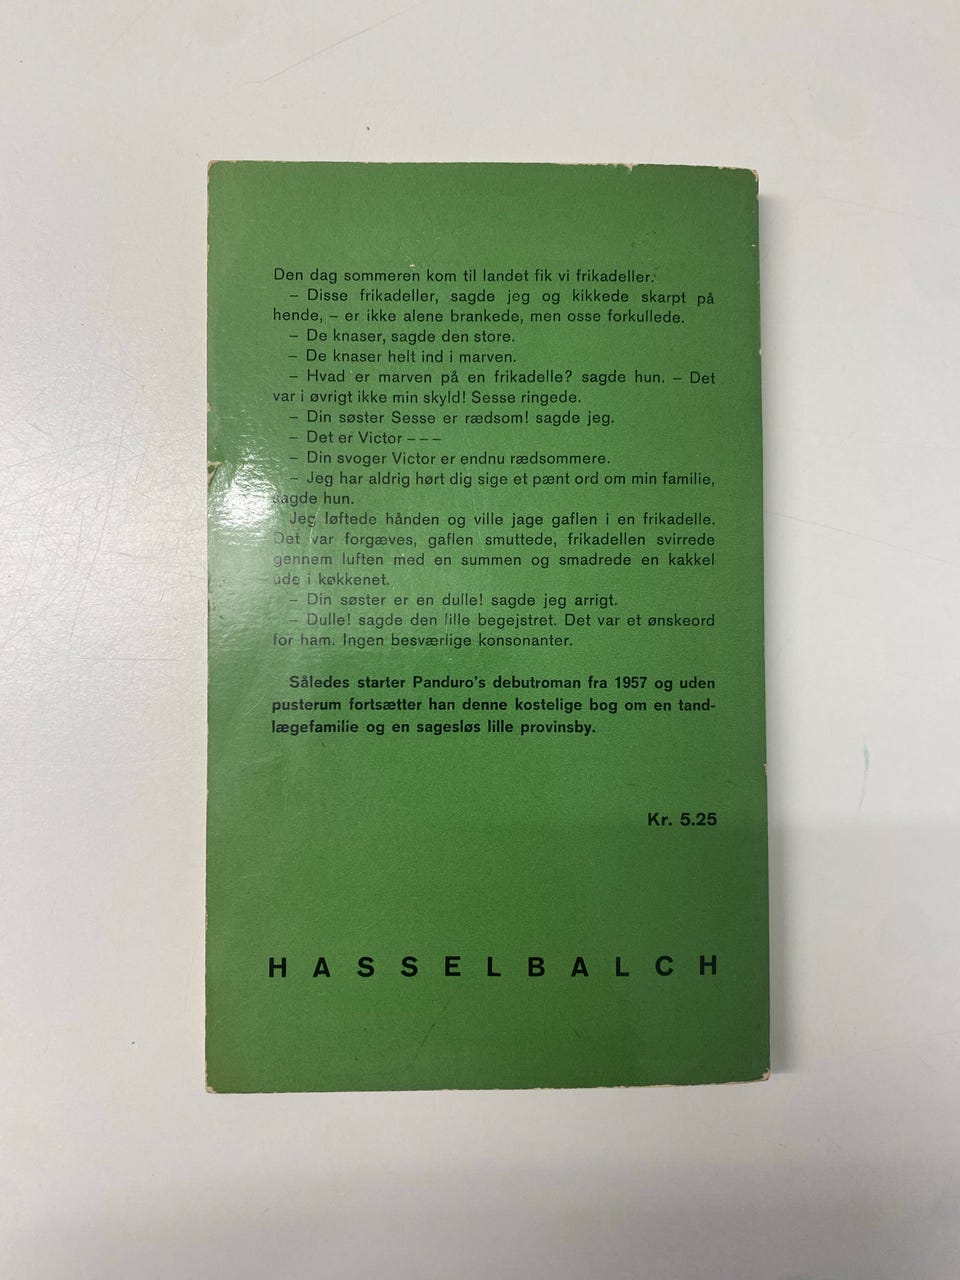 Den dag sommeren kom til landet fik vi frikadeller.
– Disse frikadeller, sagde jeg og kikkede skarpt på
hende, – er ikke alene brankede, men osse forkullede.
– De knaser, sagde den store.
– De knaser helt ind i marven.
– Hvad er marven på en frikadelle? sagde hun. – Det
var i øvrigt ikke min skyld! Sesse ringede.
– Din søster Sesse er rædsom! sagde jeg.
– Det er Victor – – –
– Din svoger Victor er endnu rædsommere.
– Jeg har aldrig hørt dig sige et pænt ord om min familie,
sagde hun.
Jeg løftede hånden og ville jage gaflen i en frikadelle.
Det var forgæves, gaflen smuttede, frikadellen svirrede
gennem luften med en summen og smadrede en kakkel
ude i køkkenet.
– Din søster er en dulle! sagde jeg arrigt.
– Dulle! sagde den lille begejstret. Det var et ønskeord
for ham. Ingen besværlige konsonanter.
Således starter Panduro's debutroman fra 1957 og uden
pusterum fortsætter han denne kostelige bog om en tand-
lægefamilie og en sagesløs lille provinsby.
Kr. 5.25
HASSELBALCH